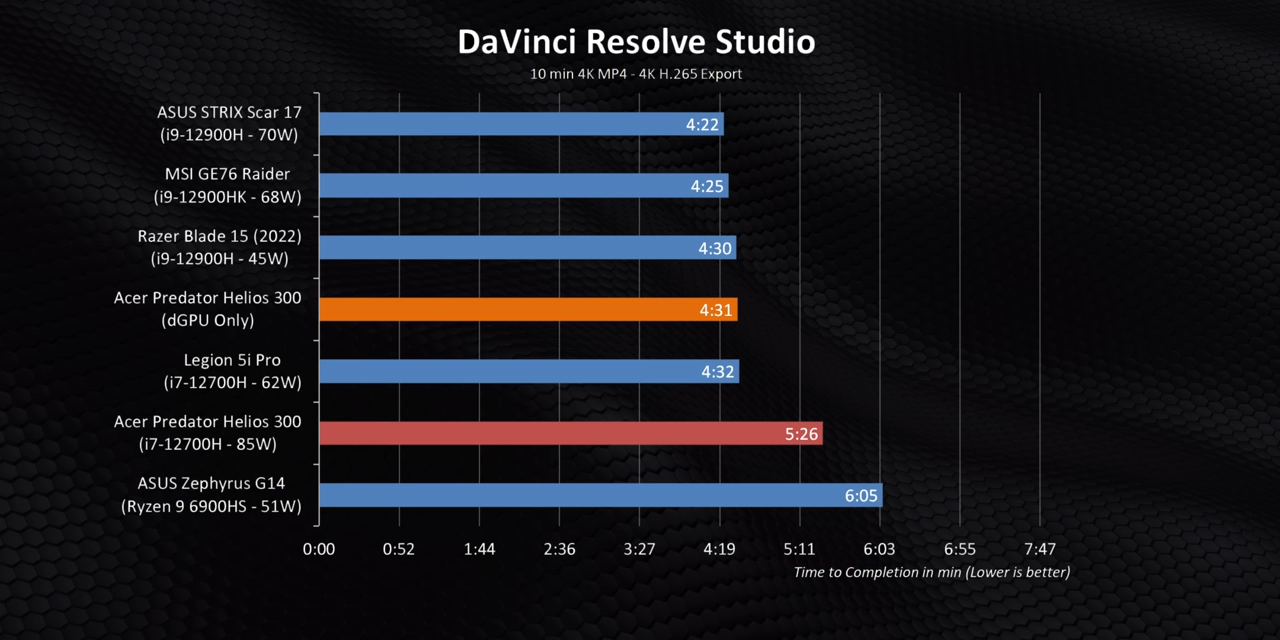 DaVinci Resolve Studio
10 min 4K MP4 - 4K H.265 Export
ASUS STRIX Scar 17
(i9-12900H - 70W)
4:22
MSI GE76 Raider
(i9-12900HK - 68W)
4:25
Razer Blade 15 (2022)
(i9-12900H - 45W)
4:30
Acer Predator Helios 300
(dGPU Only)
4:31
Legion 5i Pro
(i7-12700H - 62W)
4:32
Acer Predator Helios 300
(i7-12700H - 85W)
5:26
ASUS Zephyrus G14
(Ryzen 9 6900HS - 51W)
6:05
0:00 0:52 1:44 2:36 3:27 4:19 5:11 6:03 6:55 7:47
Time to Completion in min (Lower is better)